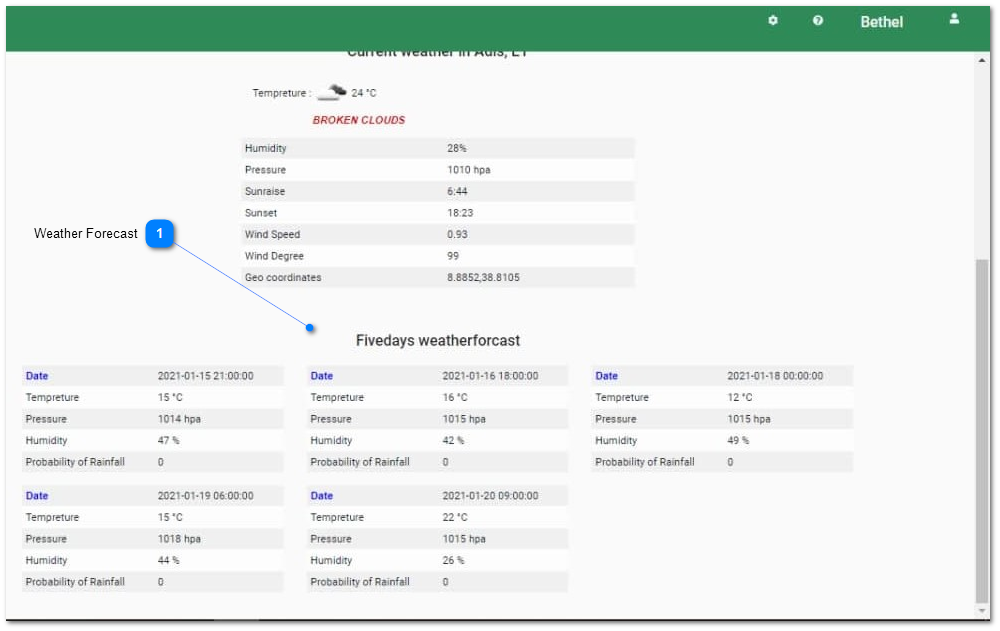 Bethel
Current weather in Adis, ET
Tempreture : 24 °C
BROKEN CLOUDS
Humidity 28%
Pressure 1010 hpa
Sunraise 6:44
Sunset 18:23
Weather Forecast 1
Wind Speed 0.93
Wind Degree 99
Geo coordinates 8.8852,38.8105
Fivedays weatherforcast
Date 2021-01-15 21:00:00 Date 2021-01-16 18:00:00 Date 2021-01-18 00:00:00
Tempreture 15 °C Tempreture 16 °C Tempreture 12 °C
Pressure 1014 hpa Pressure 1015 hpa Pressure 1015 hpa
Humidity 47 % Humidity 42 % Humidity 49 %
Probability of Rainfall 0 Probability of Rainfall 0 Probability of Rainfall 0
Date 2021-01-19 06:00:00 Date 2021-01-20 09:00:00
Tempreture 15 °C Tempreture 22 °C
Pressure 1018 hpa Pressure 1015 hpa
Humidity 44 % Humidity 26 %
Probability of Rainfall 0 Probability of Rainfall 0